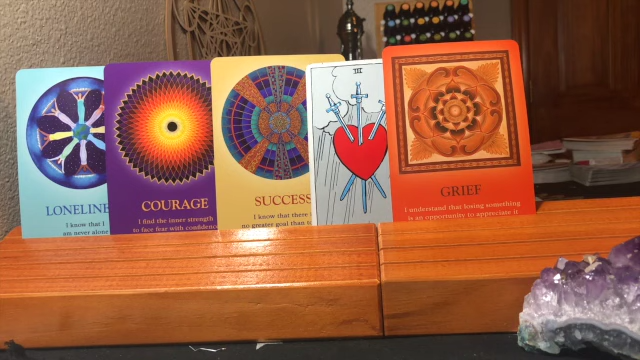 LONELINE
I know that I
am never alone
COURAGE
I find the inner strength
to face fear with confidence
SUCCESS
I know that there
no greater goal than
III
GRIEF
I understand that losing something
is an opportunity to appreciate it